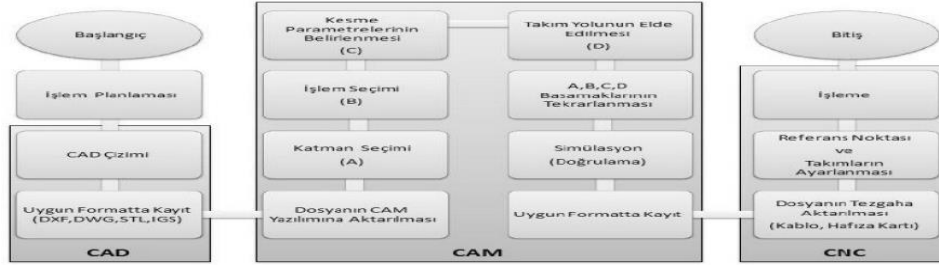 Başlangıç
İşlem Planlaması
CAD Çizimi
Uygun Formatta Kayıt
(DXF,DWG,STL,IGS)
CAD
Kesme
Parametrelerinin
Belirlenmesi
(C)
İşlem Seçimi
(B)
Katman Seçimi
(A)
Dosyanın CAM
Yazılımına Aktarılması
Takım Yolunun Elde
Edilmesi
(D)
A,B,C,D
Basamaklarının
Tekrarlanması
Simülasyon
(Doğrulama)
Uygun Formatta Kayıt
CAM
Bitiş
İşleme
Referans Noktası
ve
Takımların
Ayarlanması
Dosyanın Tezgaha
Aktarılması
(Kablo, Hafıza Kartı)
CNC